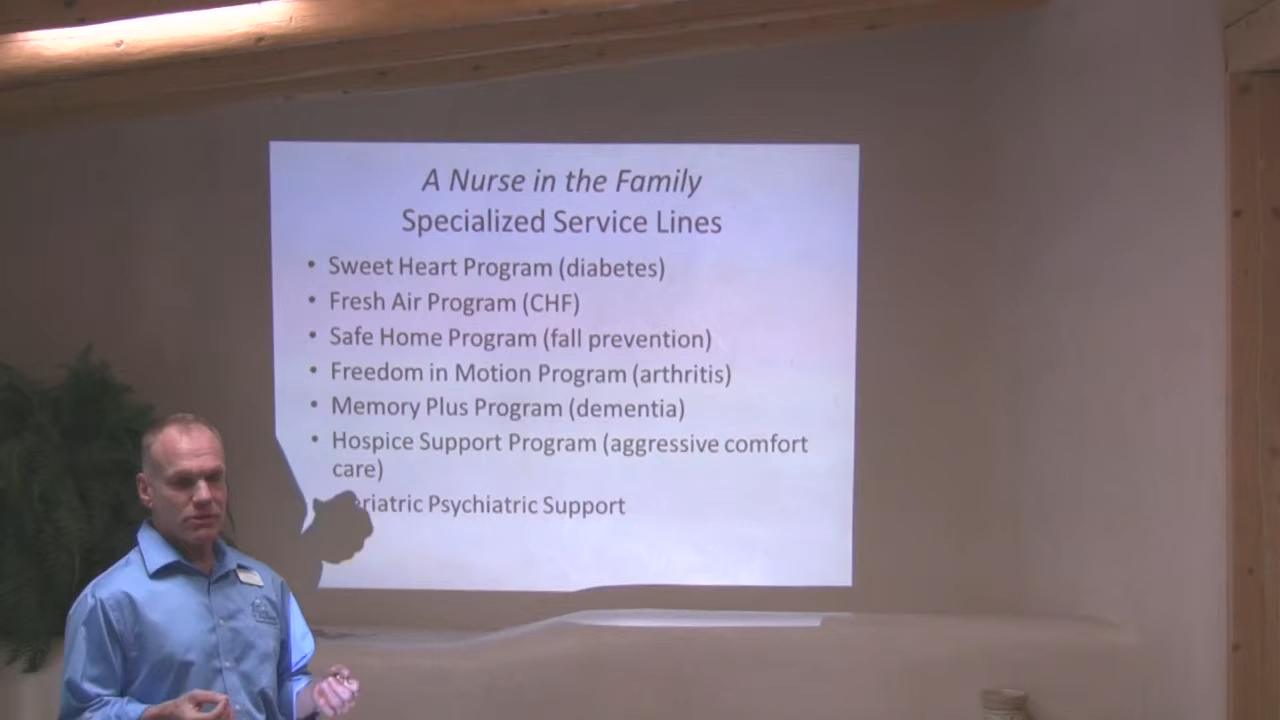 A Nurse in the Family
Specialized Service Lines
• Sweet Heart Program (diabetes)
• Fresh Air Program (CHF)
• Safe Home Program (fall prevention)
• Freedom in Motion Program (arthritis)
• Memory Plus Program (dementia)
• Hospice Support Program (aggressive comfort
care)
Psychiatric Support